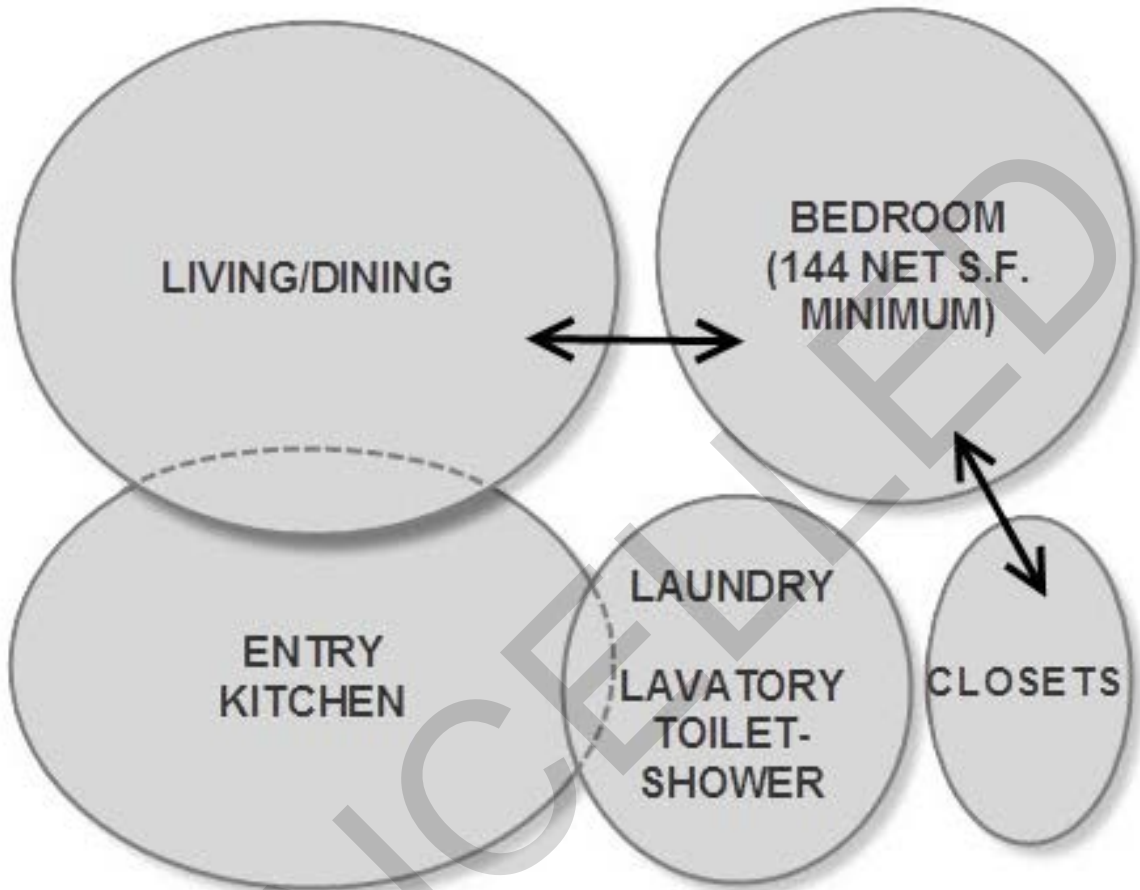 LIVING/DINING
BEDROOM
(144 NET S.F.
MINIMUM)
ENTRY
KITCHEN
LAUNDRY
LAVATORY
TOILET-
SHOWER
CLOSETS